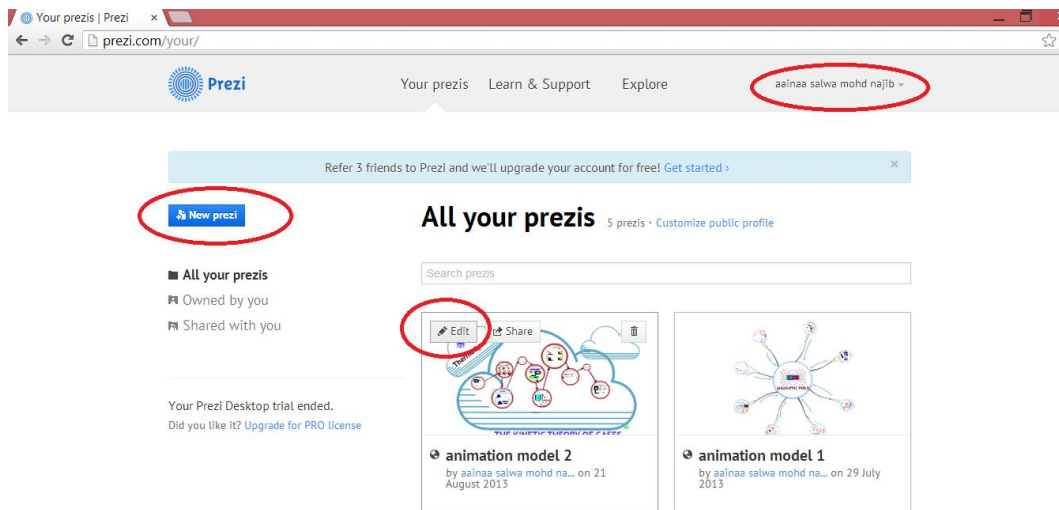 Your prezis | Prezi
prezi.com/your/
Prezi
Your prezis Learn & Support Explore
aainaa salwa mohd najib
Refer 3 friends to Prezi and we'll upgrade your account for free! Get started ›
New prezi
All your prezis 5 prezis · Customize public profile
Search prezis
All your prezis
Owned by you
Shared with you
Your Prezi Desktop trial ended.
Did you like it? Upgrade for PRO license
Edit Share
THE KINETIC THEORY OF GASES
animation model 2
by aainaa salwa mohd na... on 21
August 2013
MAGNETIC FIELD
animation model 1
by aainaa salwa mohd na... on 29 July
2013